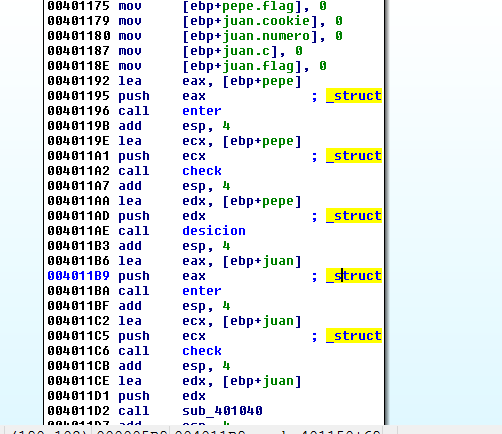 00401175 mov [ebp+pepe.flag], 0
00401179 mov [ebp+juan.cookie], 0
00401180 mov [ebp+juan.numero], 0
00401187 mov [ebp+juan.c], 0
0040118E mov [ebp+juan.flag], 0
00401192 lea eax, [ebp+pepe]
00401195 push eax ; _struct
00401196 call enter
0040119B add esp, 4
0040119E lea ecx, [ebp+pepe]
004011A1 push ecx ; _struct
004011A2 call check
004011A7 add esp, 4
004011AA lea edx, [ebp+pepe]
004011AD push edx ; _struct
004011AE call desicion
004011B3 add esp, 4
004011B6 lea eax, [ebp+juan]
004011B9 push eax ; _struct
004011BA call enter
004011BF add esp, 4
004011C2 lea ecx, [ebp+juan]
004011C5 push ecx ; _struct
004011C6 call check
004011CB add esp, 4
004011CE lea edx, [ebp+juan]
004011D1 push edx
004011D2 call sub_401040
004011D7 add esp, 4